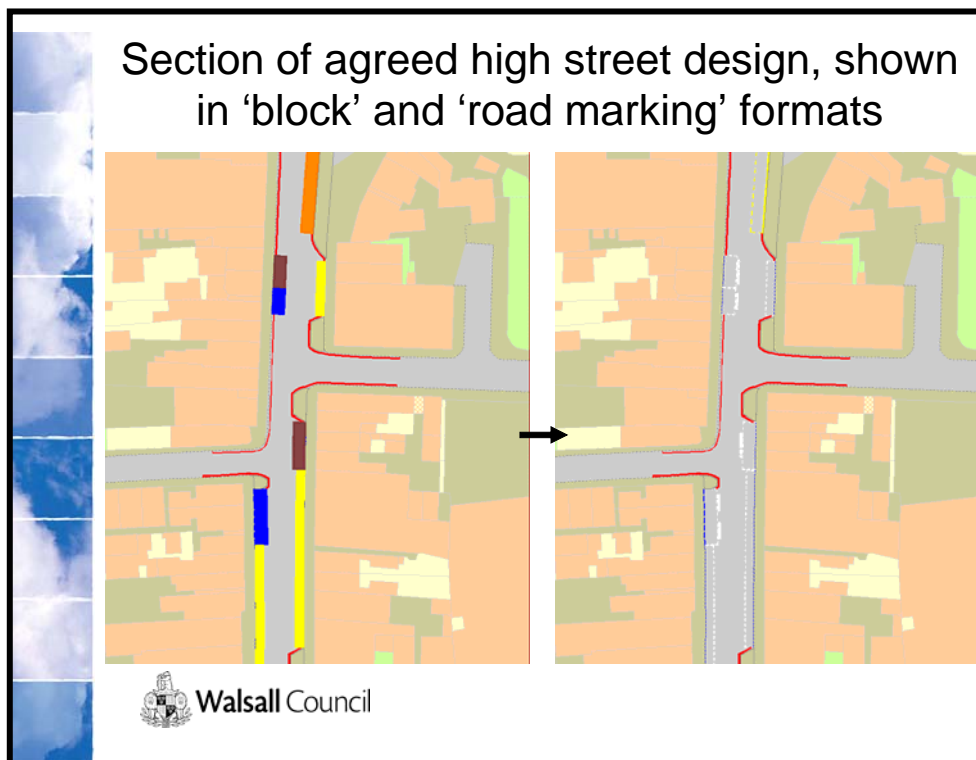 Section of agreed high street design, shown
in ‘block’ and ‘road marking’ formats
Walsall Council